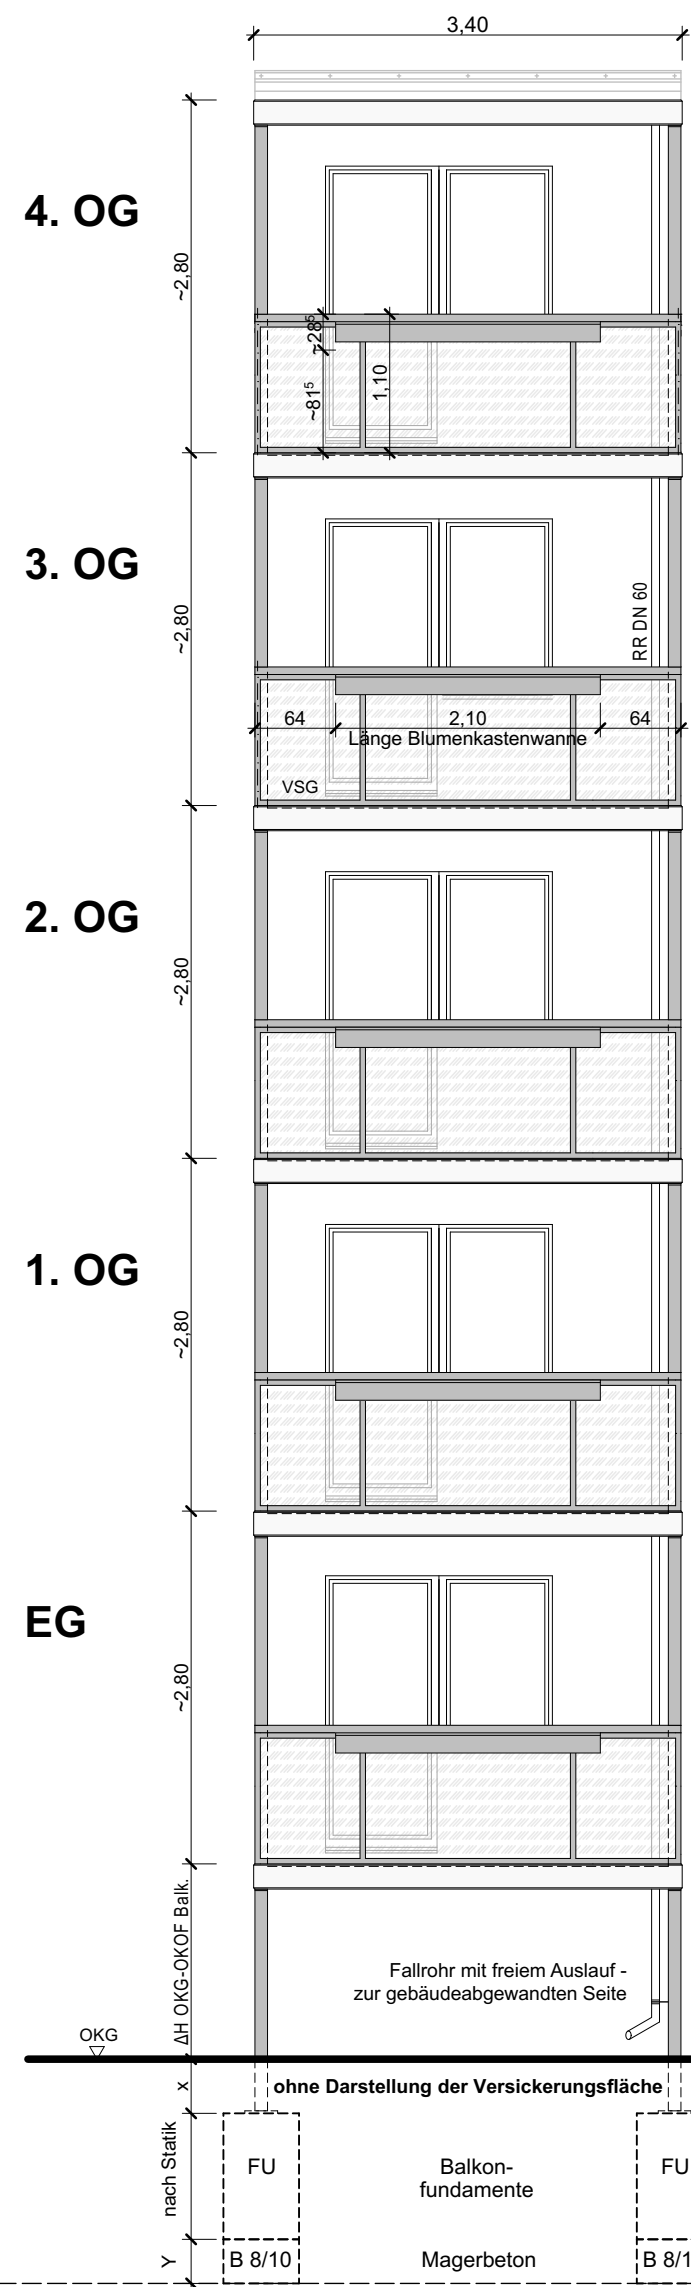 3,40
4. OG
~2,80
~28⁵
~81⁵
1,10
3. OG
~2,80
RR DN 60
64
2,10
64
Länge Blumenkastenwanne
VSG
2. OG
~2,80
1. OG
~2,80
EG
~2,80
ΔH OKG-OKOF Balk.
Fallrohr mit freiem Auslauf -
zur gebäudeabgewandten Seite
OKG
x
ohne Darstellung der Versickerungsfläche
nach Statik
FU
Balkon-
fundamente
FU
Y
B 8/10
Magerbeton
B 8/1